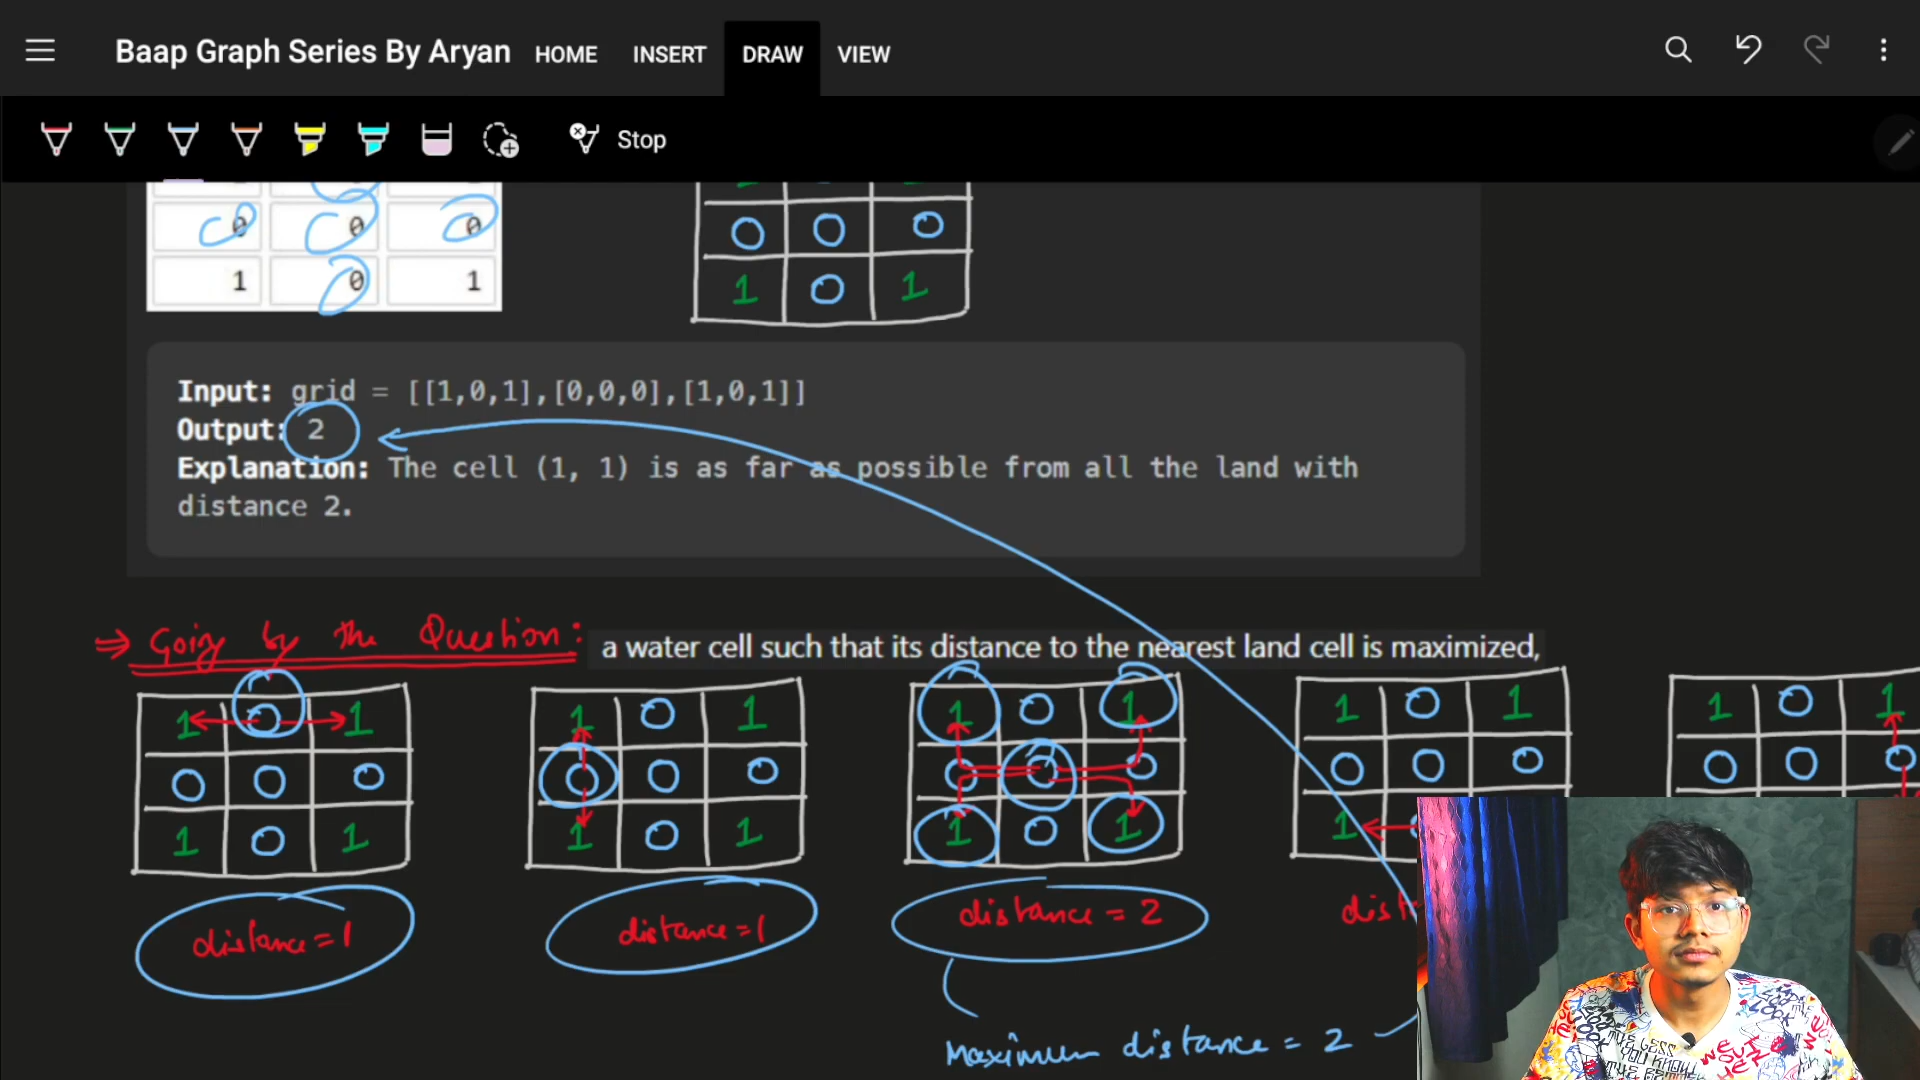 Baap Graph Series By Aryan HOME INSERT DRAW VIEW
Stop
0 0 0
1 0 1
0 0 0
1 0 1
Input: grid = [[1,0,1],[0,0,0],[1,0,1]]
Output: 2
Explanation: The cell (1, 1) is as far as possible from all the land with
distance 2.
⇒ Going by the Question: a water cell such that its distance to the nearest land cell is maximized,
1 0 1
0 0 0
1 0 1
distance = 1
1 0 1
0 0 0
1 0 1
distance = 1
1 0 1
0 0 0
1 0 1
distance = 2
1 0 1
0 0 0
1
dist
1 0 1
0 0 0
Maximum distance = 2